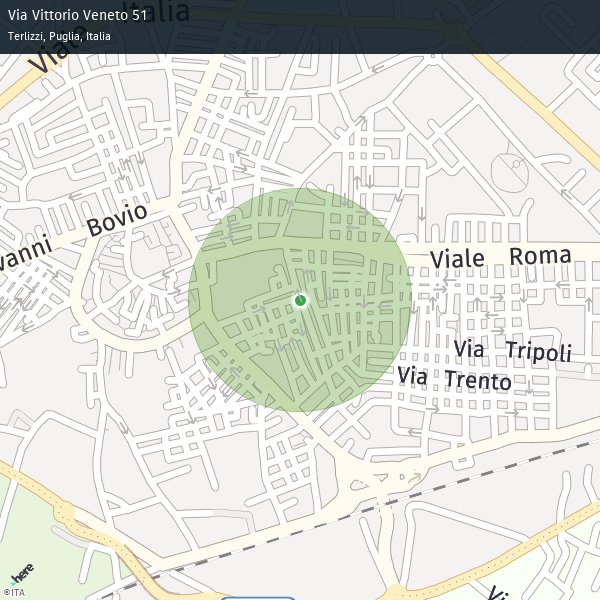 Via Vittorio Veneto 51
Terlizzi, Puglia, Italia
Viale Italia
vanni Bovio
Viale Roma
Via Tripoli
Via Trento
here
©ITA
Vi